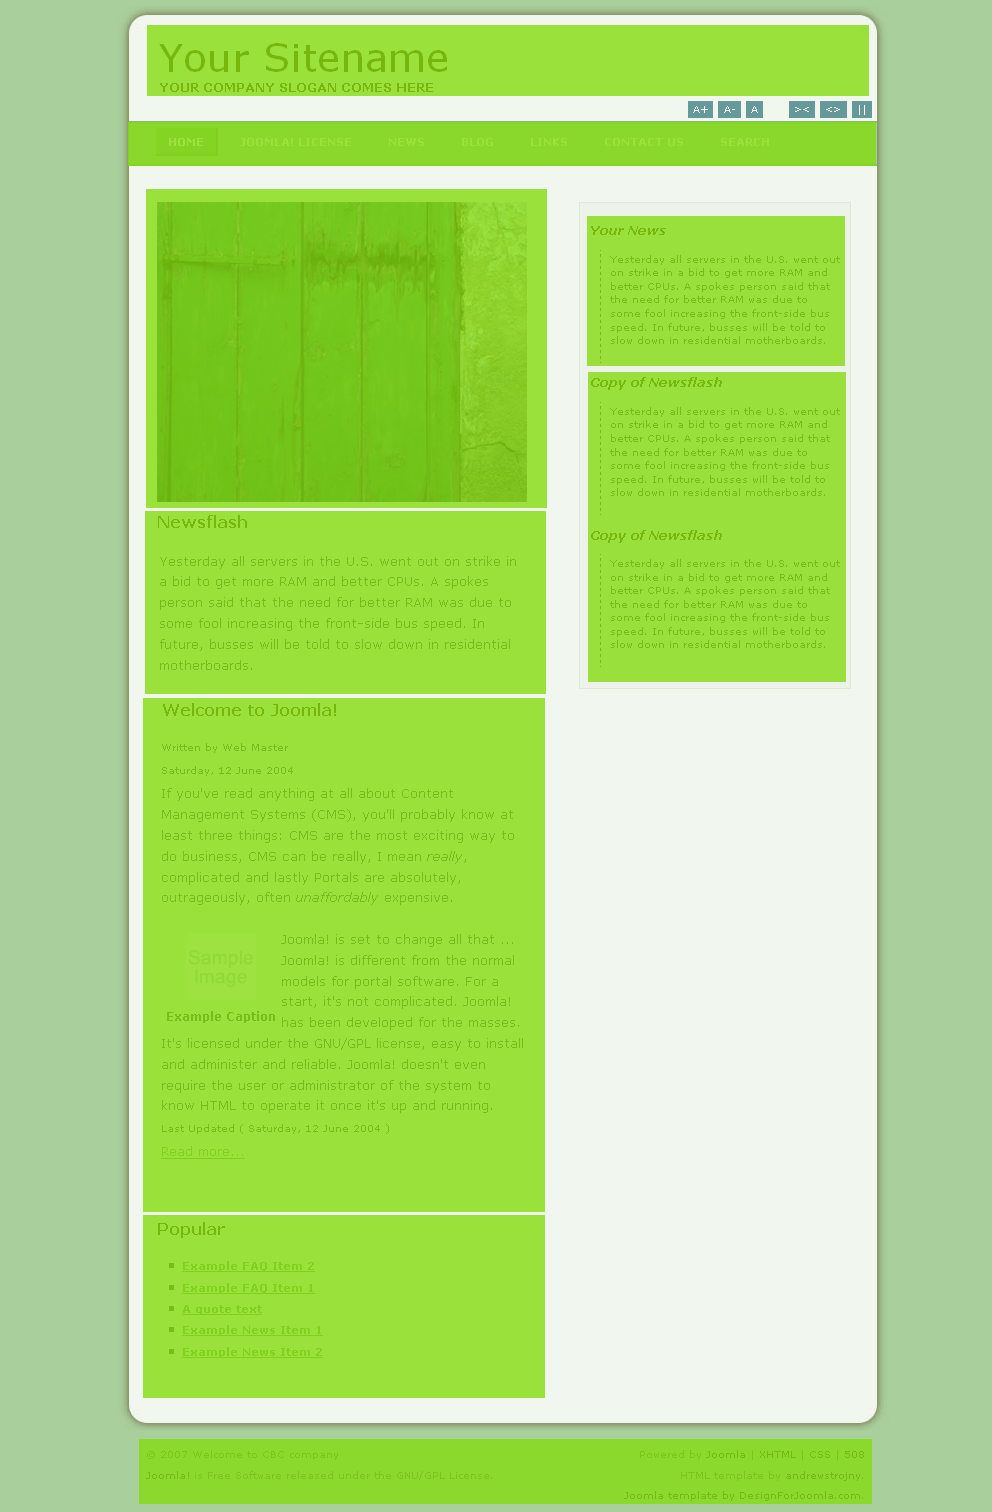 Your Sitename
YOUR COMPANY SLOGAN COMES HERE
A+ A- A >< <> ||
HOME JOOMLA! LICENSE NEWS BLOG LINKS CONTACT US SEARCH
Newsflash
Yesterday all servers in the U.S. went out on strike in
a bid to get more RAM and better CPUs. A spokes
person said that the need for better RAM was due to
some fool increasing the front-side bus speed. In
future, busses will be told to slow down in residential
motherboards.
Welcome to Joomla!
Written by Web Master
Saturday, 12 June 2004
If you've read anything at all about Content
Management Systems (CMS), you'll probably know at
least three things: CMS are the most exciting way to
do business, CMS can be really, I mean really,
complicated and lastly Portals are absolutely,
outrageously, often unaffordably expensive.
Sample
Image
Example Caption
Joomla! is set to change all that ...
Joomla! is different from the normal
models for portal software. For a
start, it's not complicated. Joomla!
has been developed for the masses.
It's licensed under the GNU/GPL license, easy to install
and administer and reliable. Joomla! doesn't even
require the user or administrator of the system to
know HTML to operate it once it's up and running.
Last Updated ( Saturday, 12 June 2004 )
Read more...
Popular
Example FAQ Item 2
Example FAQ Item 1
A quote text
Example News Item 1
Example News Item 2
Your News
Yesterday all servers in the U.S. went out
on strike in a bid to get more RAM and
better CPUs. A spokes person said that
the need for better RAM was due to
some fool increasing the front-side bus
speed. In future, busses will be told to
slow down in residential motherboards.
Copy of Newsflash
Yesterday all servers in the U.S. went out
on strike in a bid to get more RAM and
better CPUs. A spokes person said that
the need for better RAM was due to
some fool increasing the front-side bus
speed. In future, busses will be told to
slow down in residential motherboards.
Copy of Newsflash
Yesterday all servers in the U.S. went out
on strike in a bid to get more RAM and
better CPUs. A spokes person said that
the need for better RAM was due to
some fool increasing the front-side bus
speed. In future, busses will be told to
slow down in residential motherboards.
© 2007 Welcome to CBC company
Joomla! is Free Software released under the GNU/GPL License.
Powered by Joomla | XHTML | CSS | 508
HTML template by andrewstrojny.
Joomla template by DesignForJoomla.com.